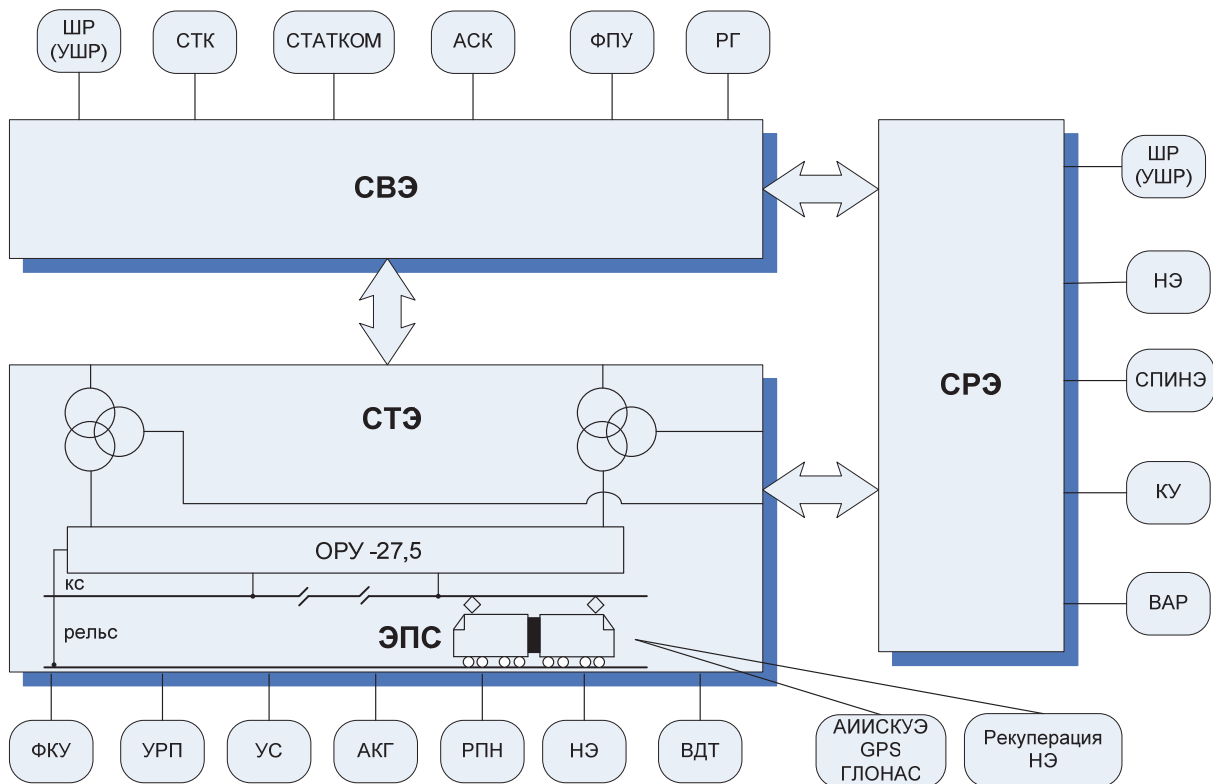 ШР
(УШР)
СТК
СТАТКОМ
АСК
ФПУ
РГ
СВЭ
СРЭ
ШР
(УШР)
НЭ
СПИНЭ
КУ
ВАР
СТЭ
ОРУ -27,5
кс
рельс
ЭПС
ФКУ
УРП
УС
АКГ
РПН
НЭ
ВДТ
АИИСКУЭ
GPS
ГЛОНАС
Рекуперация
НЭ